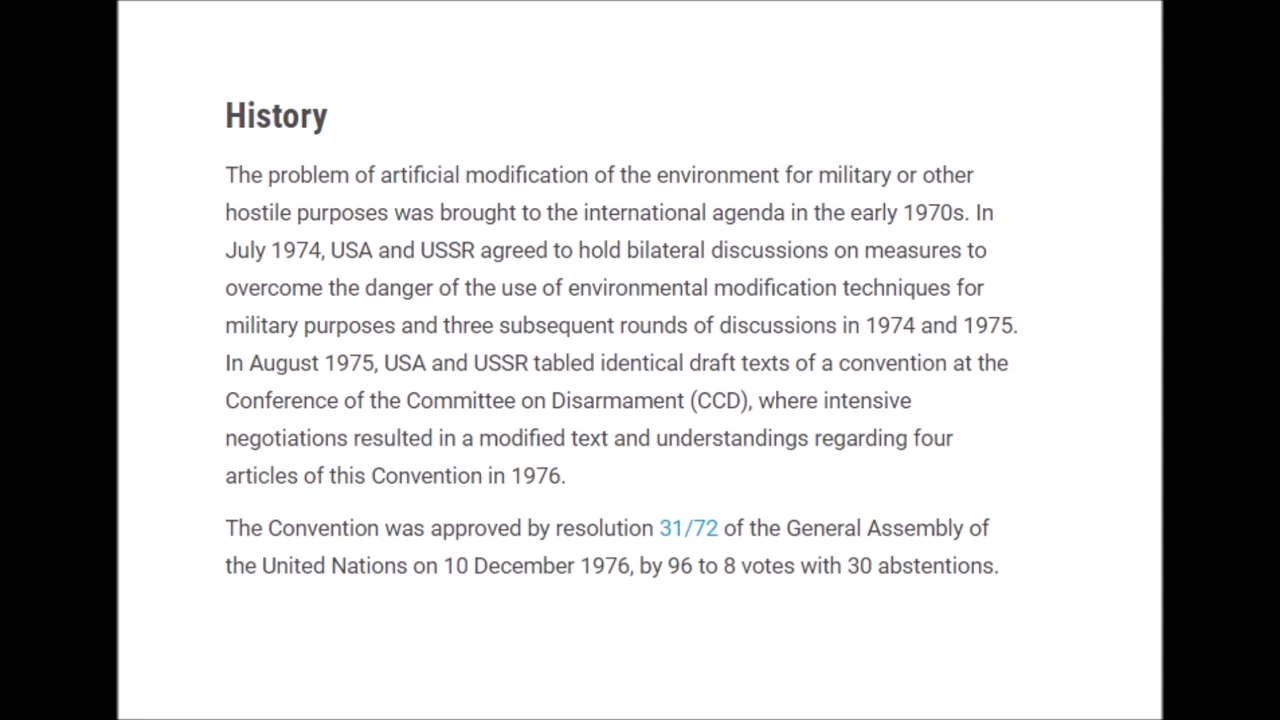 History
The problem of artificial modification of the environment for military or other
hostile purposes was brought to the international agenda in the early 1970s. In
July 1974, USA and USSR agreed to hold bilateral discussions on measures to
overcome the danger of the use of environmental modification techniques for
military purposes and three subsequent rounds of discussions in 1974 and 1975.
In August 1975, USA and USSR tabled identical draft texts of a convention at the
Conference of the Committee on Disarmament (CCD), where intensive
negotiations resulted in a modified text and understandings regarding four
articles of this Convention in 1976.
The Convention was approved by resolution 31/72 of the General Assembly of
the United Nations on 10 December 1976, by 96 to 8 votes with 30 abstentions.